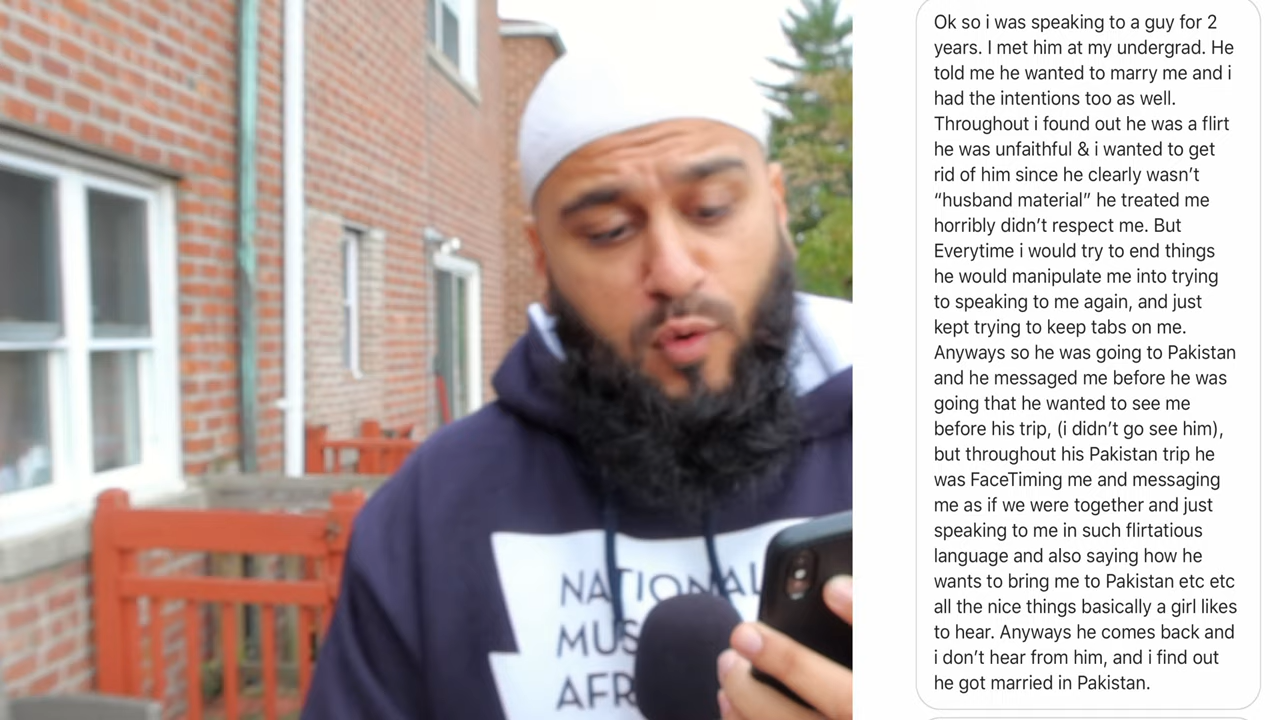 NATIONAL
MUS
AFR
Ok so i was speaking to a guy for 2
years. I met him at my undergrad. He
told me he wanted to marry me and i
had the intentions too as well.
Throughout i found out he was a flirt
he was unfaithful & i wanted to get
rid of him since he clearly wasn’t
“husband material” he treated me
horribly didn’t respect me. But
Everytime i would try to end things
he would manipulate me into trying
to speaking to me again, and just
kept trying to keep tabs on me.
Anyways so he was going to Pakistan
and he messaged me before he was
going that he wanted to see me
before his trip, (i didn’t go see him),
but throughout his Pakistan trip he
was FaceTiming me and messaging
me as if we were together and just
speaking to me in such flirtatious
language and also saying how he
wants to bring me to Pakistan etc etc
all the nice things basically a girl likes
to hear. Anyways he comes back and
i don’t hear from him, and i find out
he got married in Pakistan.